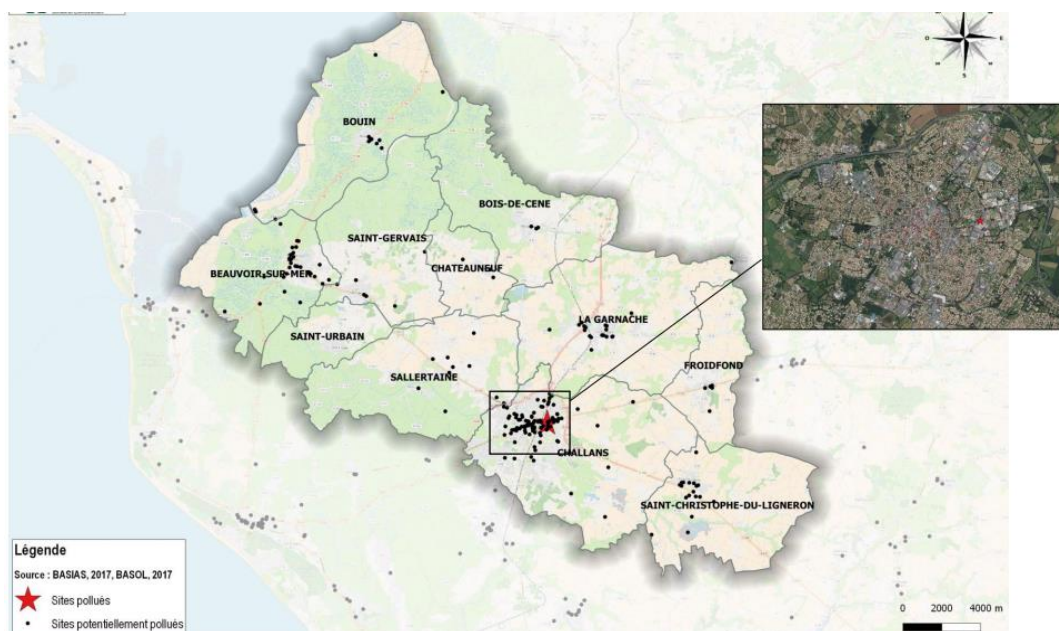 N
O
E
S
BOUIN
BOIS-DE-CENE
SAINT-GERVAIS
CHATEAUNEUF
BEAUVOIR-SUR-MER
LA GARNACHE
SAINT-URBAIN
FROIDFOND
SALLERTAINE
CHALLANS
SAINT-CHRISTOPHE-DU-LIGNERON
Légende
Source : BASIAS, 2017, BASOL, 2017
Sites pollués
Sites potentiellement pollués
0 2000 4000 m